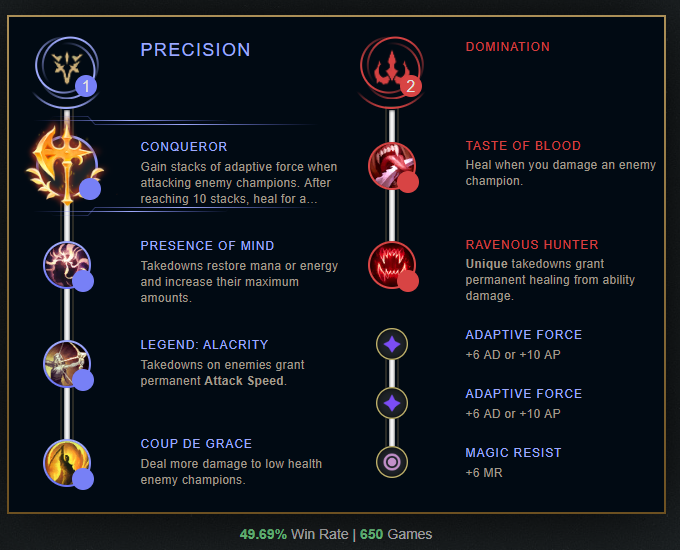 PRECISION
1
CONQUEROR
Gain stacks of adaptive force when
attacking enemy champions. After
reaching 10 stacks, heal for a...
PRESENCE OF MIND
Takedowns restore mana or energy
and increase their maximum
amounts.
LEGEND: ALACRITY
Takedowns on enemies grant
permanent Attack Speed.
COUP DE GRACE
Deal more damage to low health
enemy champions.
DOMINATION
2
TASTE OF BLOOD
Heal when you damage an enemy
champion.
RAVENOUS HUNTER
Unique takedowns grant
permanent healing from ability
damage.
ADAPTIVE FORCE
+6 AD or +10 AP
ADAPTIVE FORCE
+6 AD or +10 AP
MAGIC RESIST
+6 MR
49.69% Win Rate | 650 Games